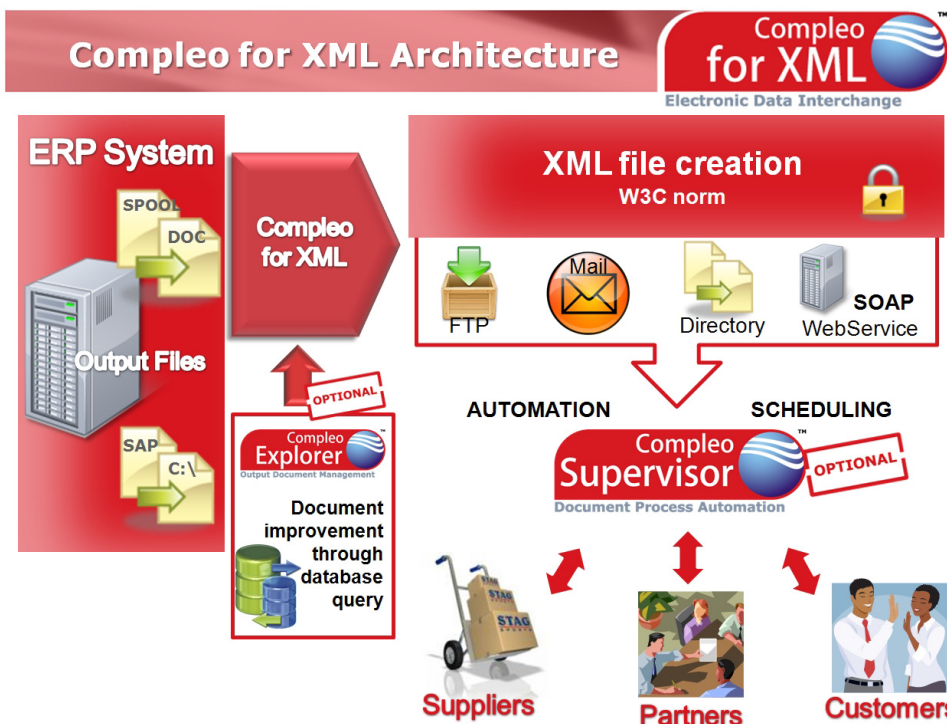 Compleo for XML Architecture
Compleo
for XML
™
Electronic Data Interchange
ERP System
SPOOL
DOC
Output Files
SAP
C:\
Compleo
for XML
OPTIONAL
Compleo
Explorer
™
Output Document Management
Document
improvement
through
database
query
XML file creation
W3C norm
FTP
Mail
Directory
SOAP
WebService
AUTOMATION
SCHEDULING
Compleo
Supervisor
™
Document Process Automation
OPTIONAL
STAG
STAG
SPORTS
Suppliers
Partners
Customers